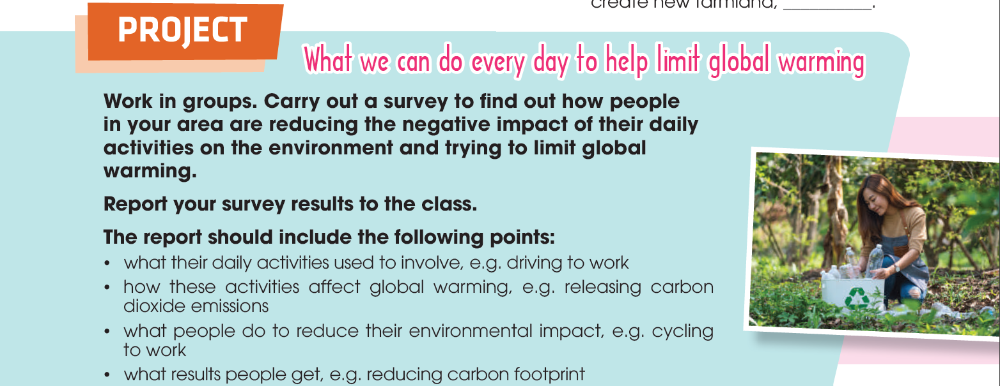 create new farmland, __________.
PROJECT
What we can do every day to help limit global warming
Work in groups. Carry out a survey to find out how people
in your area are reducing the negative impact of their daily
activities on the environment and trying to limit global
warming.
Report your survey results to the class.
The report should include the following points:
• what their daily activities used to involve, e.g. driving to work
• how these activities affect global warming, e.g. releasing carbon
dioxide emissions
• what people do to reduce their environmental impact, e.g. cycling
to work
• what results people get, e.g. reducing carbon footprint